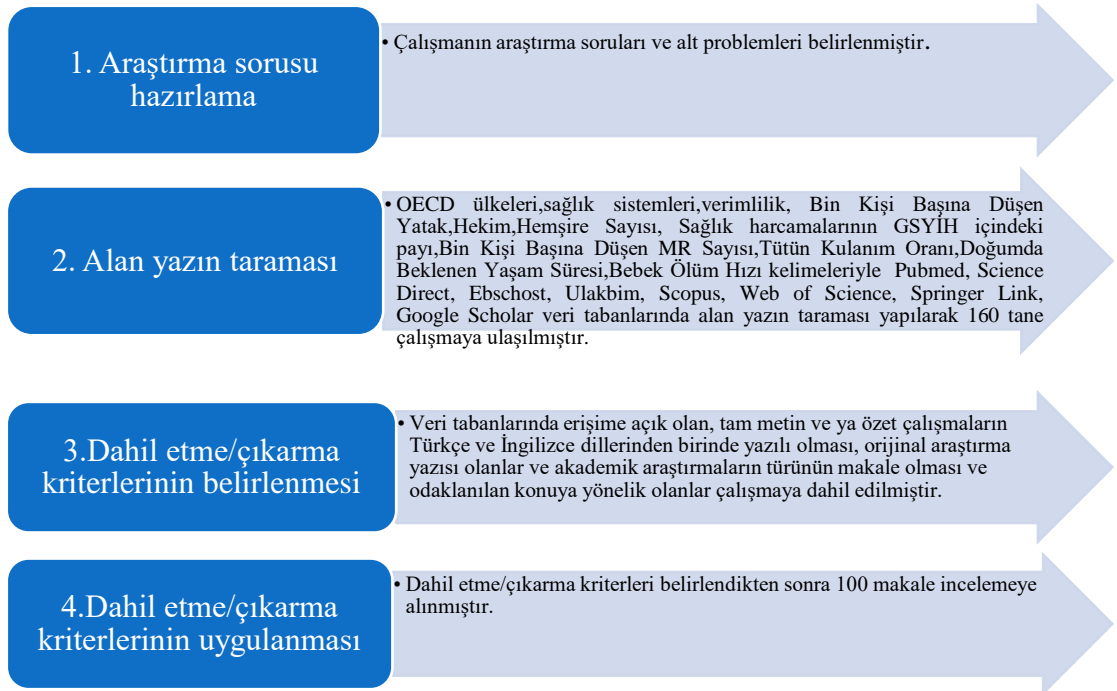 1. Araştırma sorusu
hazırlama
• Çalışmanın araştırma soruları ve alt problemleri belirlenmiştir.
2. Alan yazın taraması
• OECD ülkeleri,sağlık sistemleri,verimlilik, Bin Kişi Başına Düşen
Yatak,Hekim,Hemşire Sayısı, Sağlık harcamalarının GSYİH içindeki
payı,Bin Kişi Başına Düşen MR Sayısı,Tütün Kulanım Oranı,Doğumda
Beklenen Yaşam Süresi,Bebek Ölüm Hızı kelimeleriyle Pubmed, Science
Direct, Ebschost, Ulakbim, Scopus, Web of Science, Springer Link,
Google Scholar veri tabanlarında alan yazın taraması yapılarak 160 tane
çalışmaya ulaşılmıştır.
3.Dahil etme/çıkarma
kriterlerinin belirlenmesi
• Veri tabanlarında erişime açık olan, tam metin ve ya özet çalışmaların
Türkçe ve İngilizce dillerinden birinde yazılı olması, orijinal araştırma
yazısı olanlar ve akademik araştırmaların türünün makale olması ve
odaklanılan konuya yönelik olanlar çalışmaya dahil edilmiştir.
4.Dahil etme/çıkarma
kriterlerinin uygulanması
• Dahil etme/çıkarma kriterleri belirlendikten sonra 100 makale incelemeye
alınmıştır.